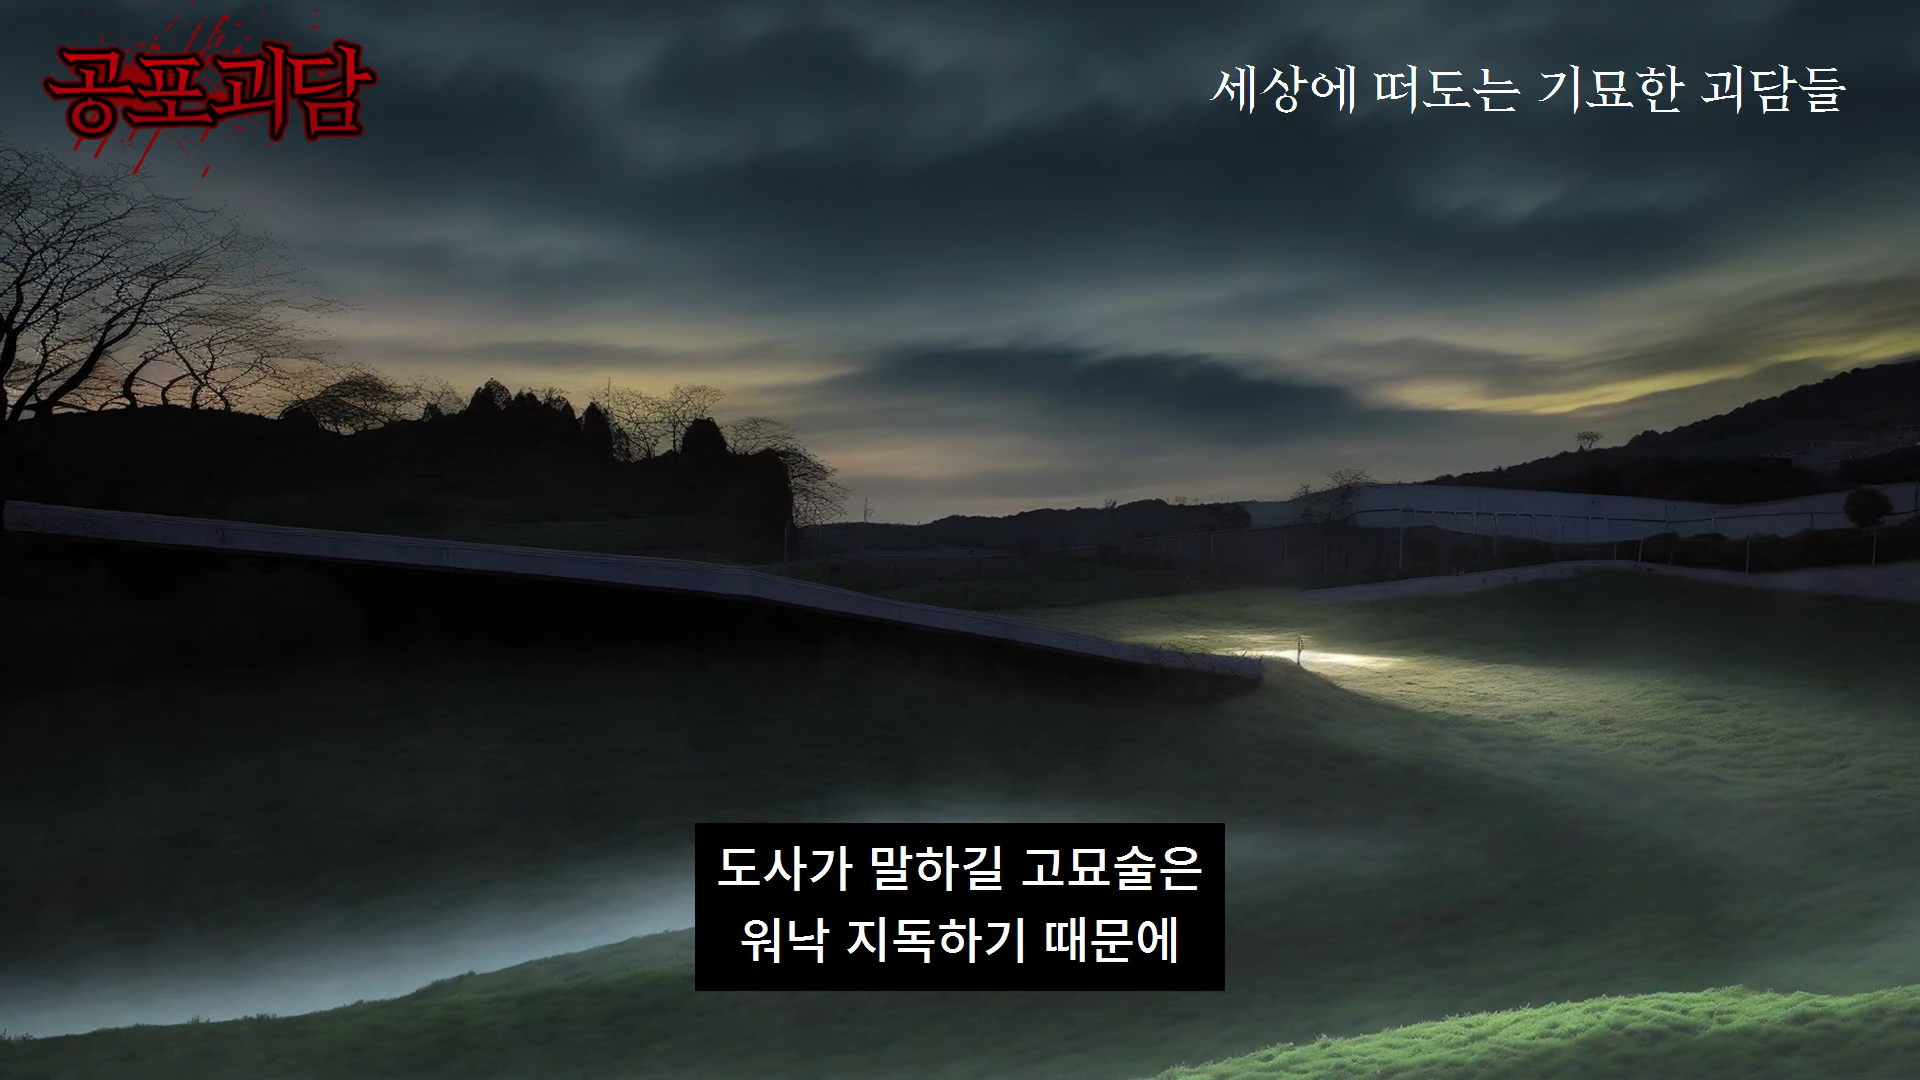 공포괴담
세상에 떠도는 기묘한 괴담들
도사가 말하길 고묘술은
워낙 지독하기 때문에